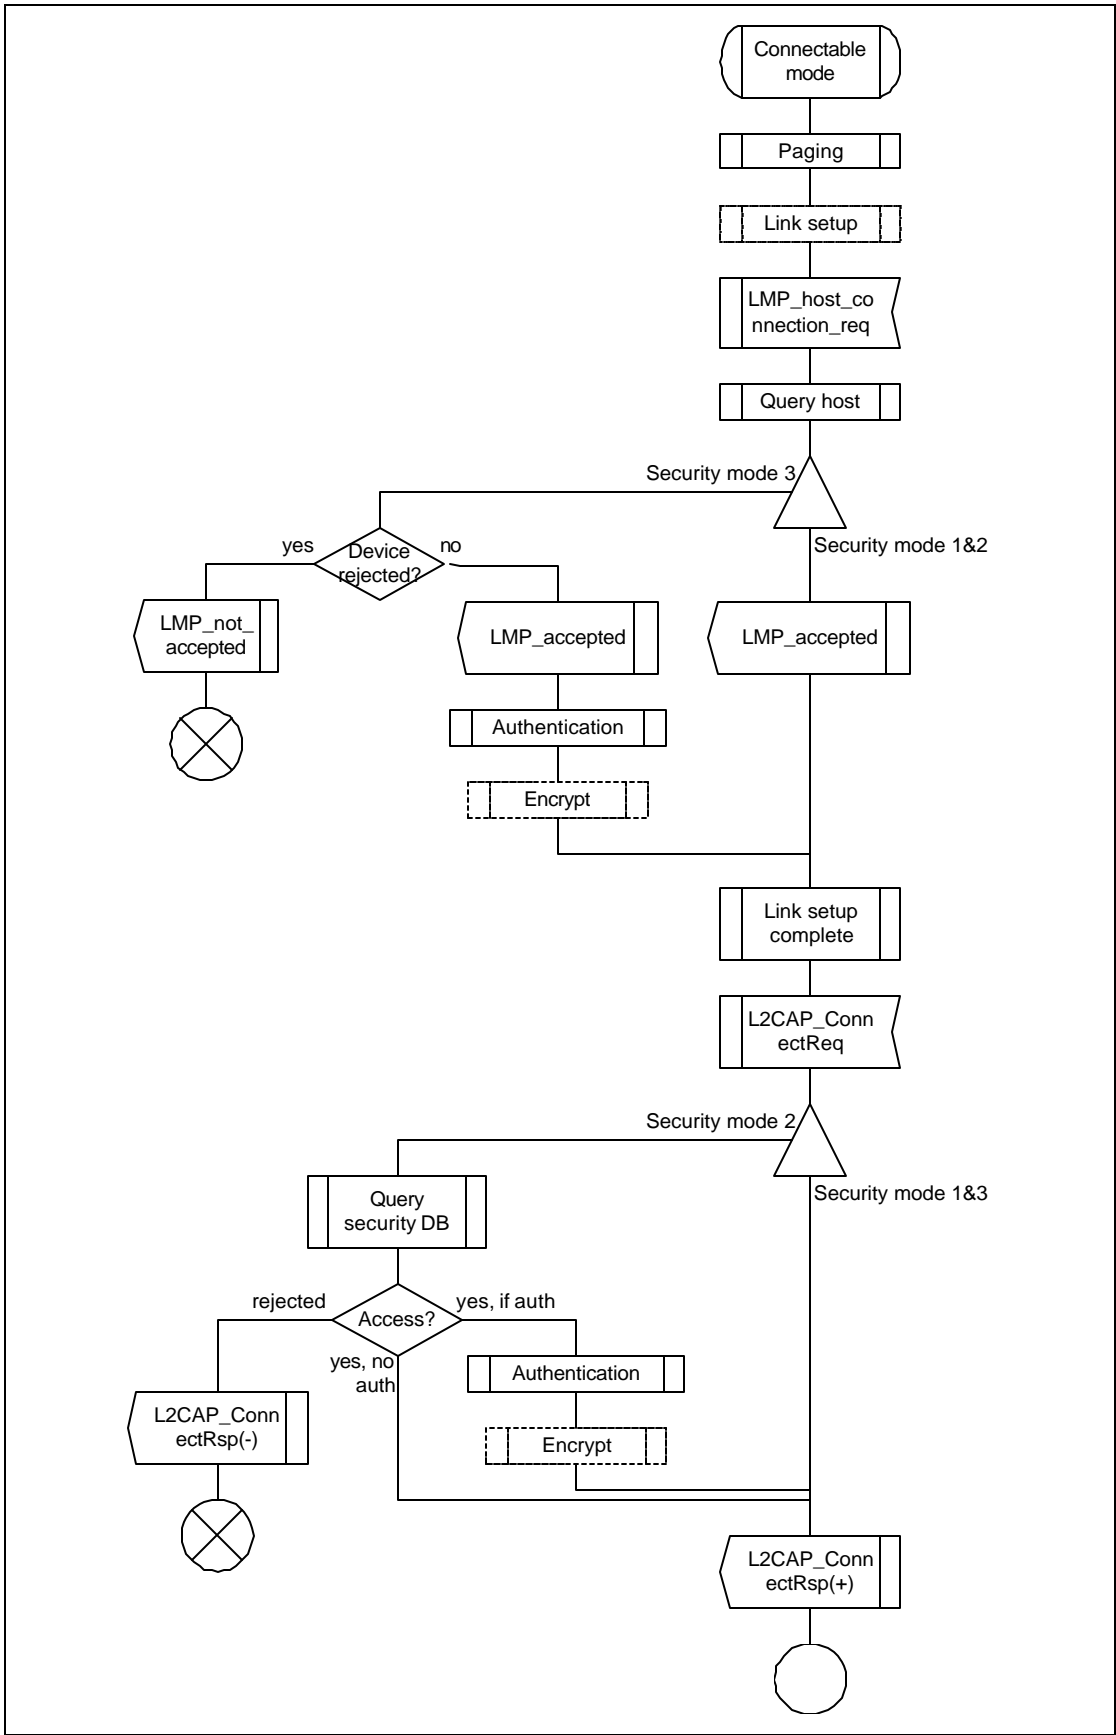 Connectable
mode
Paging
Link setup
LMP_host_co
nnection_req
Query host
Security mode 3
Security mode 1&2
yes
Device
rejected?
no
LMP_not_
accepted
LMP_accepted
LMP_accepted
Authentication
Encrypt
Link setup
complete
L2CAP_Conn
ectReq
Security mode 2
Security mode 1&3
Query
security DB
rejected
Access?
yes, if auth
yes, no
auth
Authentication
L2CAP_Conn
ectRsp(-)
Encrypt
L2CAP_Conn
ectRsp(+)